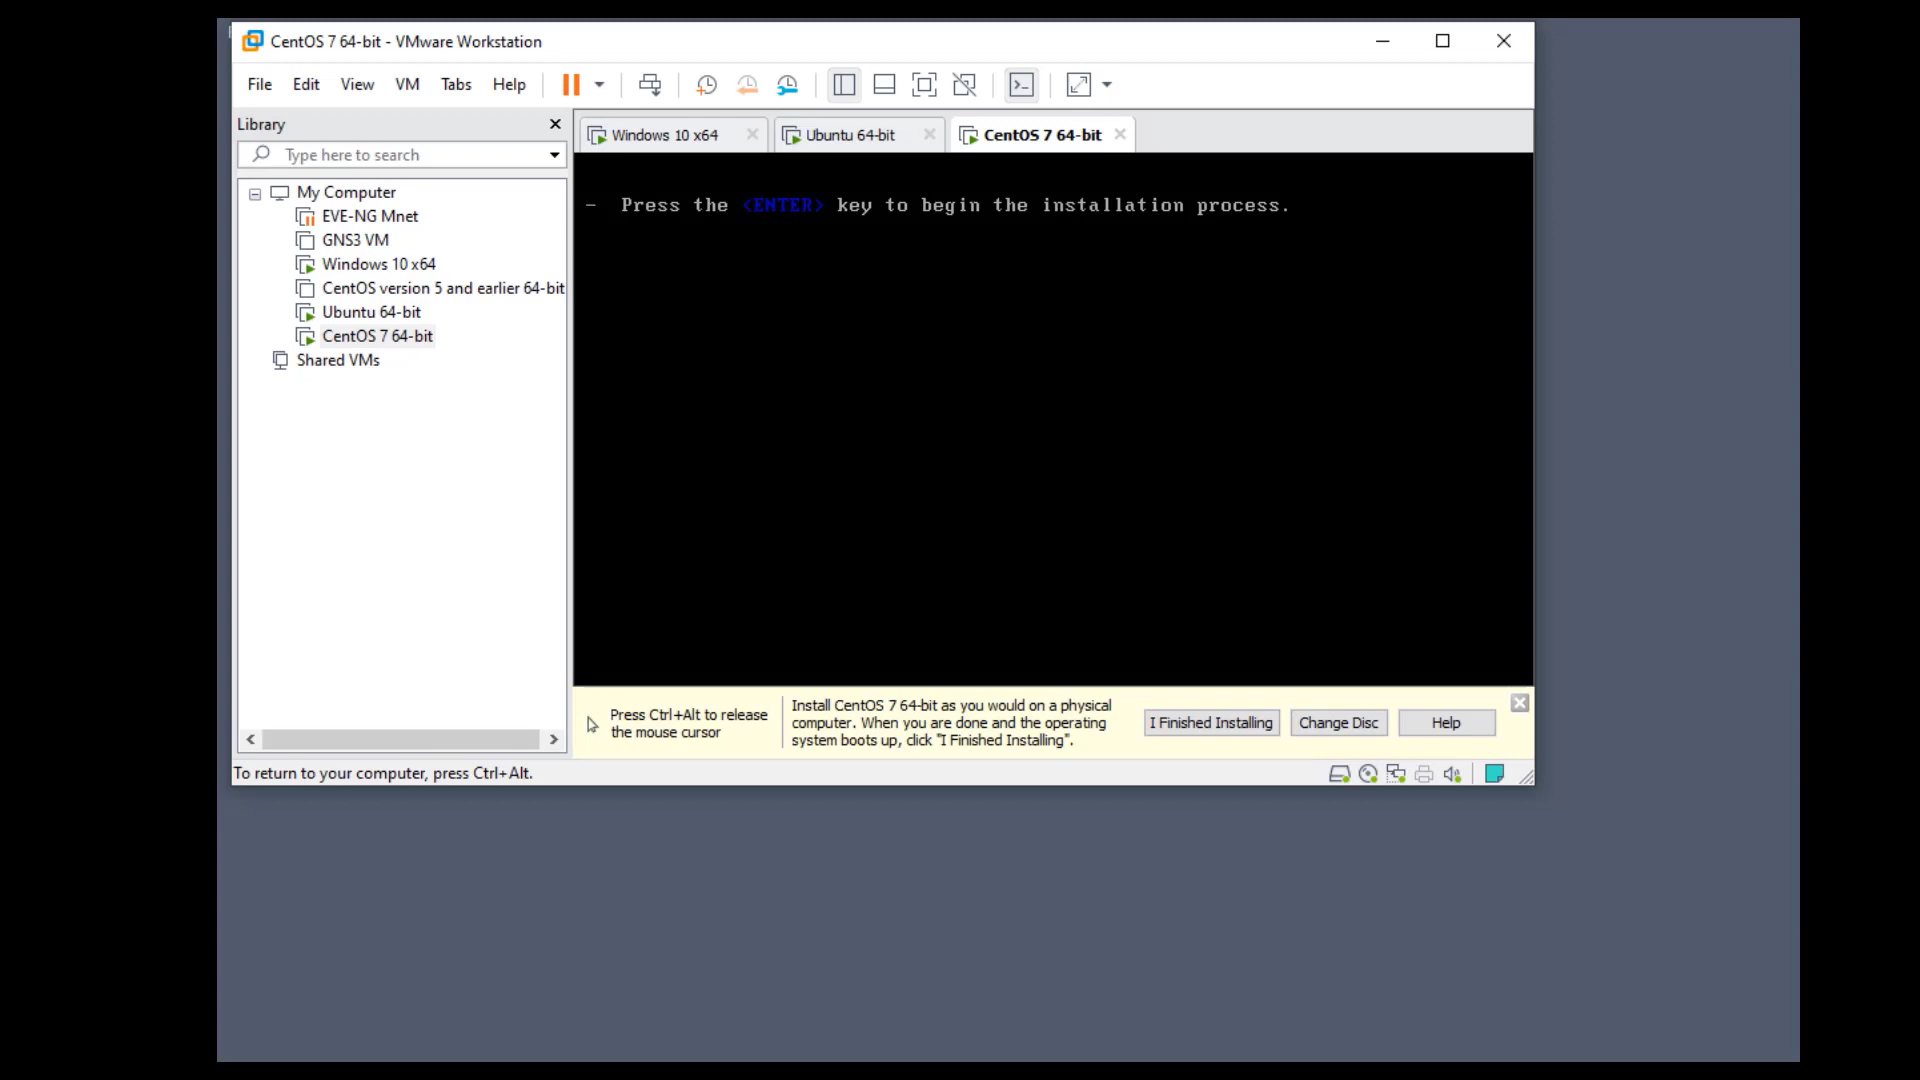 CentOS 7 64-bit - VMware Workstation
File Edit View VM Tabs Help
Library
Type here to search
My Computer
EVE-NG Mnet
GNS3 VM
Windows 10 x64
CentOS version 5 and earlier 64-bit
Ubuntu 64-bit
CentOS 7 64-bit
Shared VMs
Windows 10 x64
Ubuntu 64-bit
CentOS 7 64-bit
- Press the <ENTER> key to begin the installation process.
Press Ctrl+Alt to release
the mouse cursor
Install CentOS 7 64-bit as you would on a physical
computer. When you are done and the operating
system boots up, click "I Finished Installing".
I Finished Installing
Change Disc
Help
To return to your computer, press Ctrl+Alt.